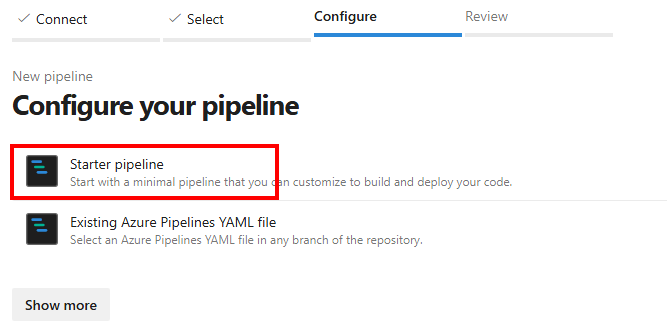 Connect
Select
Configure
Review
New pipeline
Configure your pipeline
Starter pipeline
Start with a minimal pipeline that you can customize to build and deploy your code.
Existing Azure Pipelines YAML file
Select an Azure Pipelines YAML file in any branch of the repository.
Show more